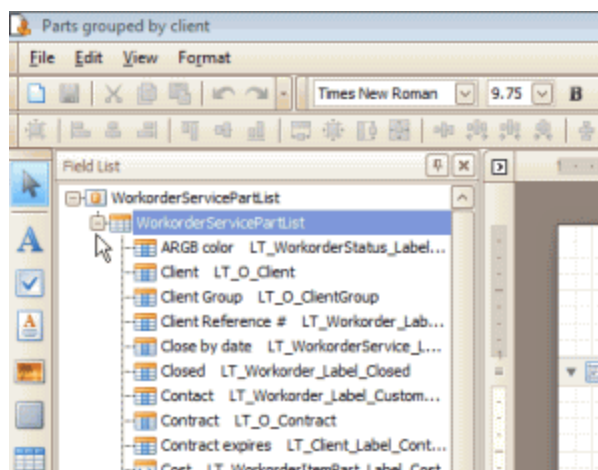 Parts grouped by client
File Edit View Format
Times New Roman 9.75 B
Field List
WorkorderServicePartList
WorkorderServicePartList
ARGB color LT_WorkorderStatus_Label...
Client LT_O_Client
Client Group LT_O_ClientGroup
Client Reference # LT_Workorder_Lab...
Close by date LT_WorkorderService_L...
Closed LT_Workorder_Label_Closed
Contact LT_Workorder_Label_Custom...
Contract LT_O_Contract
Contract expires LT_Client_Label_Cont...
Cost LT_WorkorderItemPart_Label_Cost